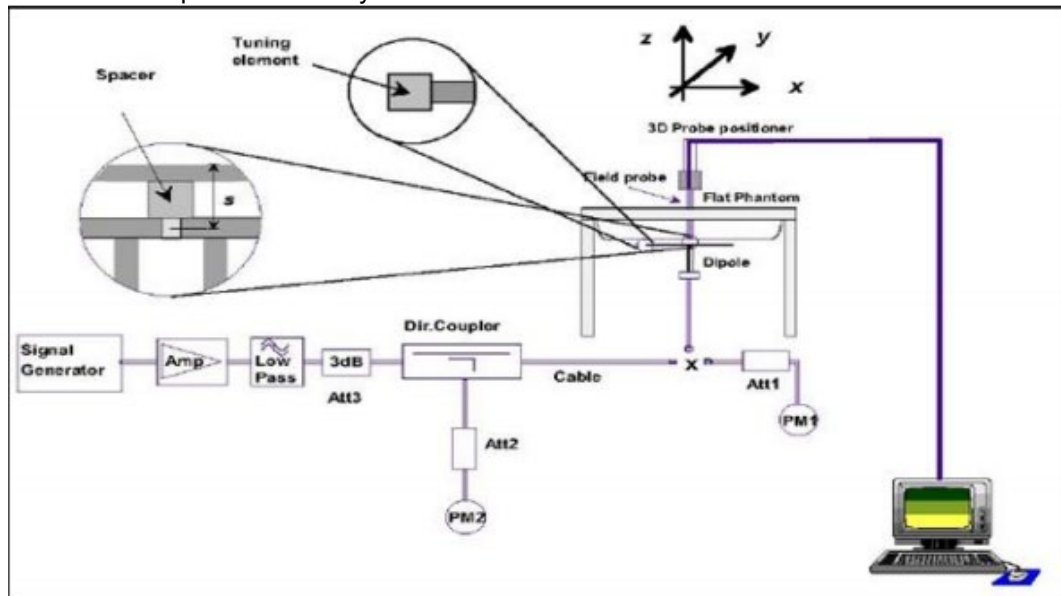 Tuning
element
Spacer
s
z
y
x
3D Probe positioner
Field probe
Flat Phantom
Dipole
Dir.Coupler
Signal
Generator
Amp
Low
Pass
3dB
Att3
Cable
x
Att1
PM1
Att2
PM2